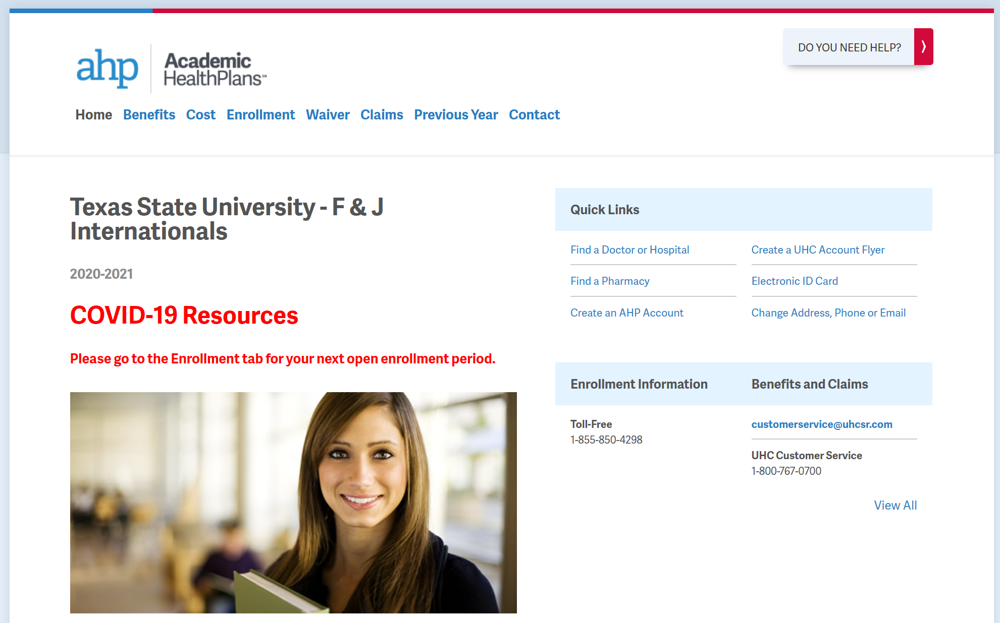 DO YOU NEED HELP?
ahp
Academic
HealthPlans℠
Home Benefits Cost Enrollment Waiver Claims Previous Year Contact
Texas State University - F & J
Internationals
2020-2021
COVID-19 Resources
Please go to the Enrollment tab for your next open enrollment period.
Quick Links
Find a Doctor or Hospital
Create a UHC Account Flyer
Find a Pharmacy
Electronic ID Card
Create an AHP Account
Change Address, Phone or Email
Enrollment Information
Toll-Free
1-855-850-4298
Benefits and Claims
customerservice@uhcsr.com
UHC Customer Service
1-800-767-0700
View All